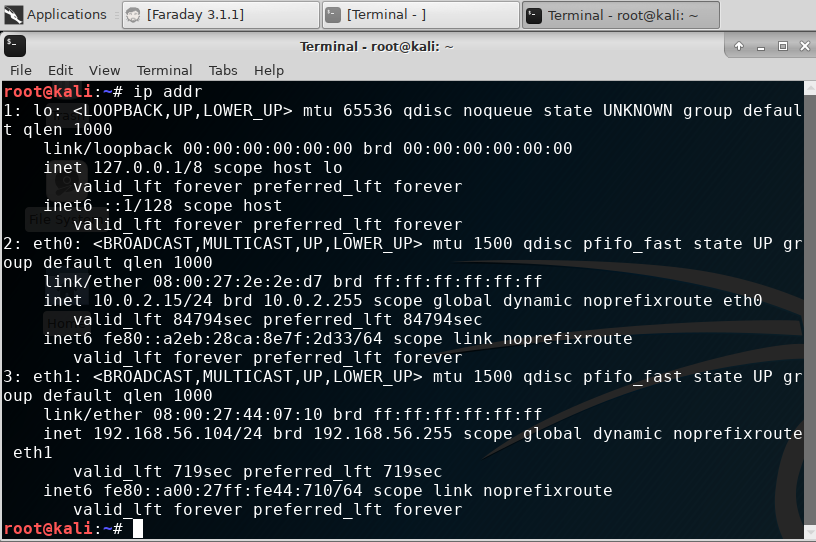 Applications [Faraday 3.1.1] [Terminal - ] Terminal - root@kali: ~
Terminal - root@kali: ~
File Edit View Terminal Tabs Help
root@kali:~# ip addr
1: lo: <LOOPBACK,UP,LOWER_UP> mtu 65536 qdisc noqueue state UNKNOWN group defaul
t qlen 1000
    link/loopback 00:00:00:00:00:00 brd 00:00:00:00:00:00
    inet 127.0.0.1/8 scope host lo
       valid_lft forever preferred_lft forever
    inet6 ::1/128 scope host
       valid_lft forever preferred_lft forever
2: eth0: <BROADCAST,MULTICAST,UP,LOWER_UP> mtu 1500 qdisc pfifo_fast state UP gr
oup default qlen 1000
    link/ether 08:00:27:2e:2e:d7 brd ff:ff:ff:ff:ff:ff
    inet 10.0.2.15/24 brd 10.0.2.255 scope global dynamic noprefixroute eth0
       valid_lft 84794sec preferred_lft 84794sec
    inet6 fe80::a2eb:28ca:8e7f:2d33/64 scope link noprefixroute
       valid_lft forever preferred_lft forever
3: eth1: <BROADCAST,MULTICAST,UP,LOWER_UP> mtu 1500 qdisc pfifo_fast state UP gr
oup default qlen 1000
    link/ether 08:00:27:44:07:10 brd ff:ff:ff:ff:ff:ff
    inet 192.168.56.104/24 brd 192.168.56.255 scope global dynamic noprefixroute
 eth1
       valid_lft 719sec preferred_lft 719sec
    inet6 fe80::a00:27ff:fe44:710/64 scope link noprefixroute
       valid_lft forever preferred_lft forever
root@kali:~#